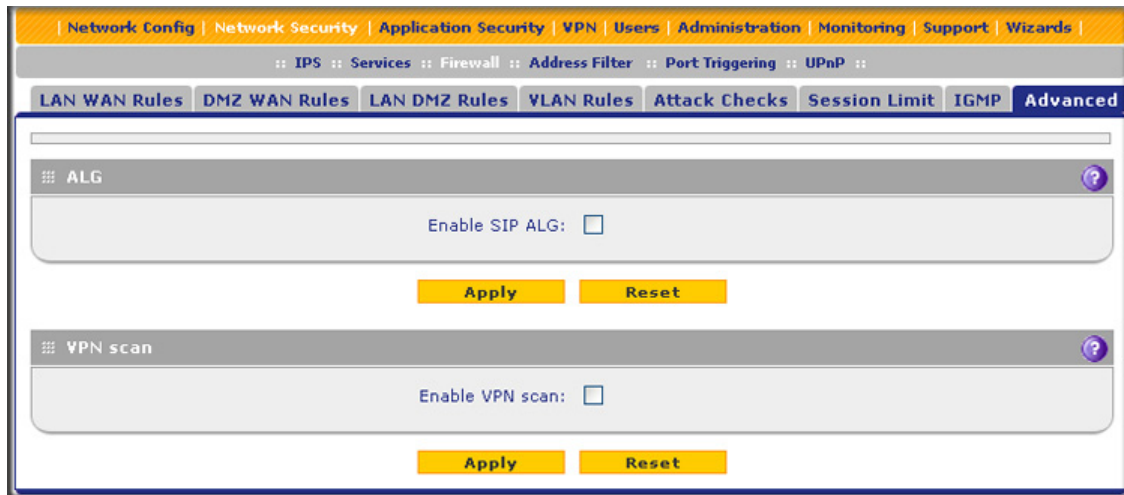 | Network Config | Network Security | Application Security | VPN | Users | Administration | Monitoring | Support | Wizards |
:: IPS :: Services :: Firewall :: Address Filter :: Port Triggering :: UPnP ::
LAN WAN Rules DMZ WAN Rules LAN DMZ Rules VLAN Rules Attack Checks Session Limit IGMP Advanced
ALG ?
Enable SIP ALG:
Apply Reset
VPN scan ?
Enable VPN scan:
Apply Reset